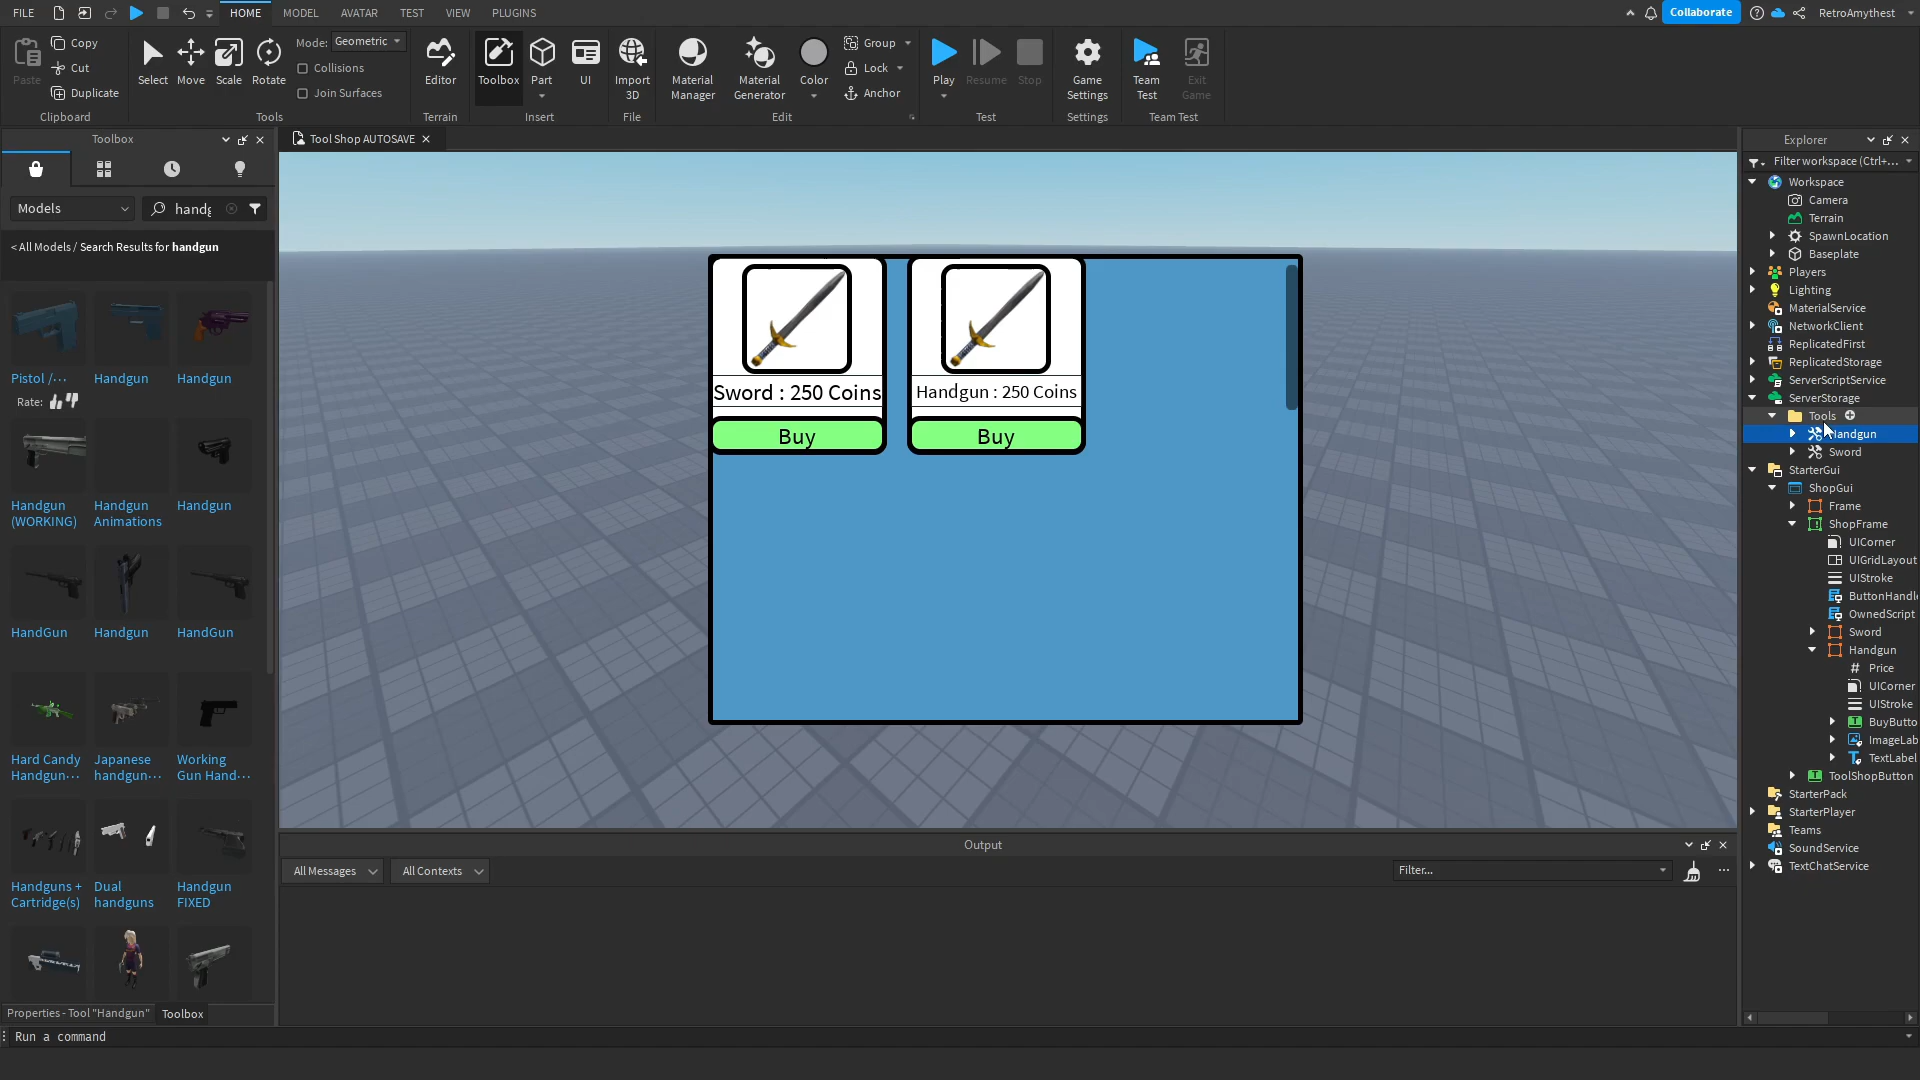 FILE HOME MODEL AVATAR TEST VIEW PLUGINS Collaborate RetroAmythest
Paste Copy Cut Duplicate
Clipboard
Select Move Scale Rotate
Mode: Geometric
Collisions
Join Surfaces
Tools
Editor
Terrain
Toolbox Part UI
Insert
Import 3D
File
Material Manager
Material Generator
Color
Group
Lock
Anchor
Edit
Play Resume Stop
Test
Game Settings
Settings
Team Test
Exit Game
Team Test
Toolbox
Models
handg
< All Models / Search Results for handgun
Pistol /...
Handgun
Handgun
Rate:
Handgun (WORKING)
Handgun Animations
Handgun
HandGun
Handgun
HandGun
Hard Candy Handgun...
Japanese handgun...
Working Gun Hand...
Handguns + Cartridge(s)
Dual handguns
Handgun FIXED
Properties - Tool "Handgun"
Toolbox
Run a command
Tool Shop AUTOSAVE
Sword : 250 Coins
Buy
Handgun : 250 Coins
Buy
Output
All Messages
All Contexts
Filter...
Explorer
Filter workspace (Ctrl+...
Workspace
Camera
Terrain
SpawnLocation
Baseplate
Players
Lighting
MaterialService
NetworkClient
ReplicatedFirst
ReplicatedStorage
ServerScriptService
ServerStorage
Tools
Handgun
Sword
StarterGui
ShopGui
Frame
ShopFrame
UICorner
UIGridLayout
UIStroke
ButtonHandle
OwnedScript
Sword
Handgun
# Price
UICorner
UIStroke
BuyButto
ImageLab
TextLabel
ToolShopButton
StarterPack
StarterPlayer
Teams
SoundService
TextChatService